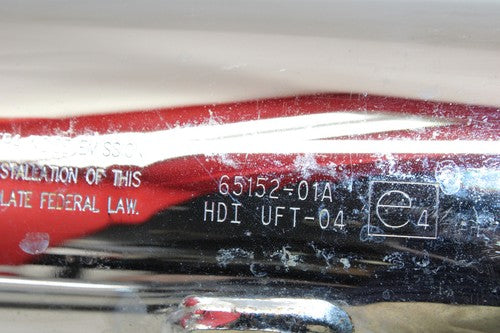 STALLATION OF THIS
LATE FEDERAL LAW.
65152-01A
HDI UFT-04
e4